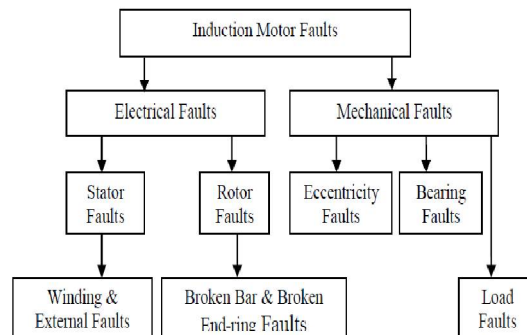 Induction Motor Faults
Electrical Faults
Mechanical Faults
Stator
Faults
Rotor
Faults
Eccentricity
Faults
Bearing
Faults
Winding &
External Faults
Broken Bar & Broken
End-ring Faults
Load
Faults